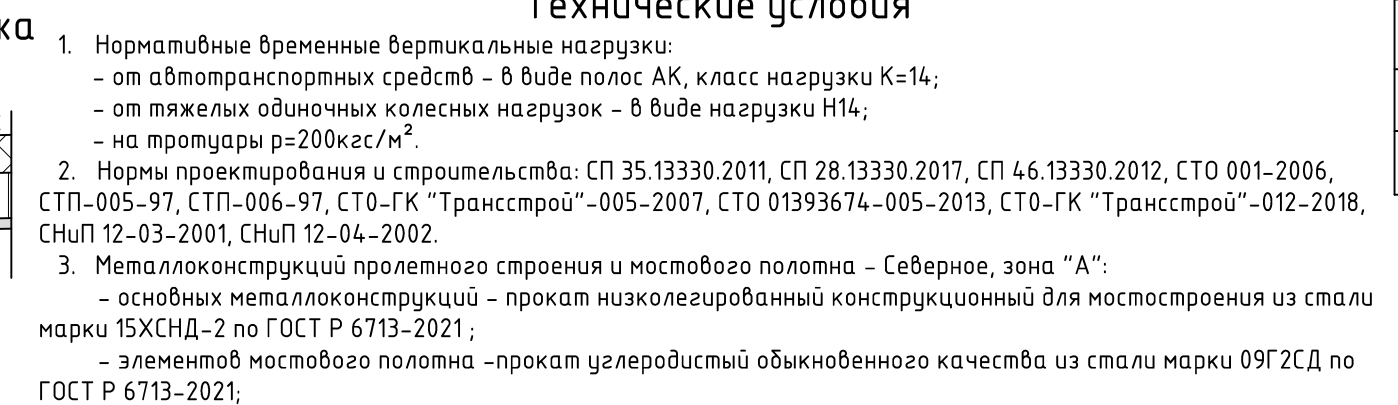 Технические условия
ка
1. Нормативные временные вертикальные нагрузки:
– от автотранспортных средств – в виде полос АК, класс нагрузки К=14;
– от тяжелых одиночных колесных нагрузок – в виде нагрузки Н14;
– на тротуары р=200кгс/м².
2. Нормы проектирования и строительства: СП 35.13330.2011, СП 28.13330.2017, СП 46.13330.2012, СТО 001-2006,
СТП-005-97, СТП-006-97, СТО-ГК "Трансстрой"-005-2007, СТО 01393674-005-2013, СТО-ГК "Трансстрой"-012-2018,
СНиП 12-03-2001, СНиП 12-04-2002.
3. Металлоконструкций пролетного строения и мостового полотна – Северное, зона "А":
– основных металлоконструкций – прокат низколегированный конструкционный для мостостроения из стали
марки 15ХСНД-2 по ГОСТ Р 6713-2021 ;
– элементов мостового полотна –прокат углеродистый обыкновенного качества из стали марки 09Г2СД по
ГОСТ Р 6713-2021;